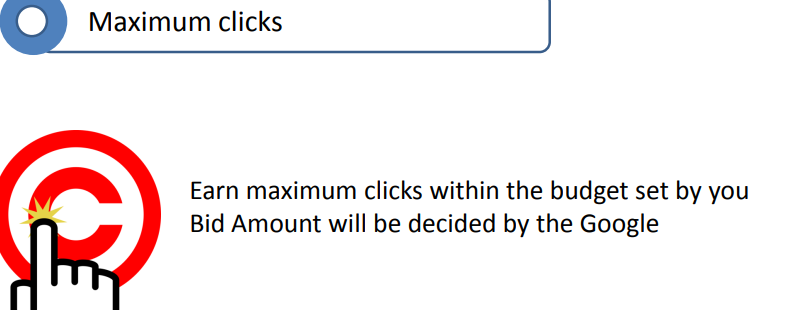 Maximum clicks
Earn maximum clicks within the budget set by you
Bid Amount will be decided by the Google